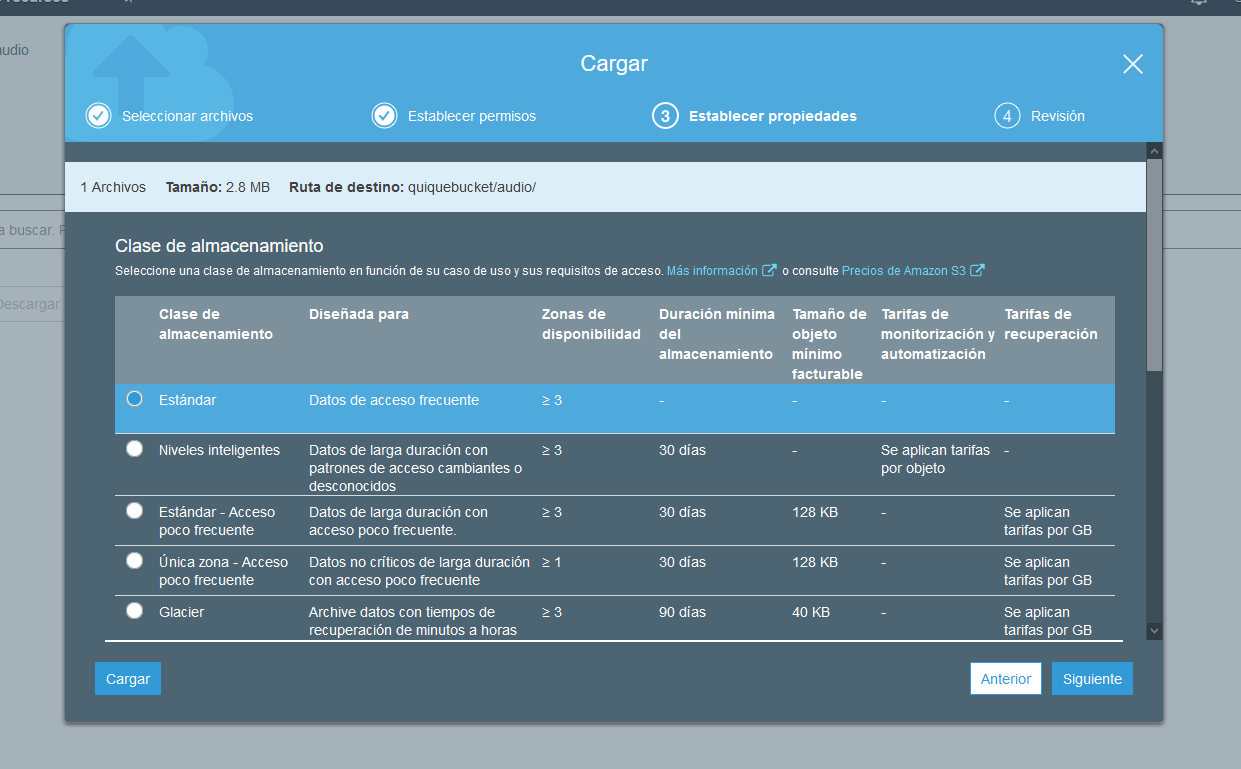 Cargar
Seleccionar archivos
Establecer permisos
3 Establecer propiedades
4 Revisión
udio
1 Archivos Tamaño: 2.8 MB Ruta de destino: quiquebucket/audio/
a buscar. P
Descargar
Clase de almacenamiento
Seleccione una clase de almacenamiento en función de su caso de uso y sus requisitos de acceso. Más información o consulte Precios de Amazon S3
Clase de almacenamiento
Diseñada para
Zonas de disponibilidad
Duración mínima del almacenamiento
Tamaño de objeto mínimo facturable
Tarifas de monitorización y automatización
Tarifas de recuperación
Estándar Datos de acceso frecuente ≥ 3 - - - -
Niveles inteligentes Datos de larga duración con patrones de acceso cambiantes o desconocidos ≥ 3 30 días - Se aplican tarifas por objeto -
Estándar - Acceso poco frecuente Datos de larga duración con acceso poco frecuente. ≥ 3 30 días 128 KB - Se aplican tarifas por GB
Única zona - Acceso poco frecuente Datos no críticos de larga duración con acceso poco frecuente ≥ 1 30 días 128 KB - Se aplican tarifas por GB
Glacier Archive datos con tiempos de recuperación de minutos a horas ≥ 3 90 días 40 KB - Se aplican tarifas por GB
Cargar
Anterior
Siguiente